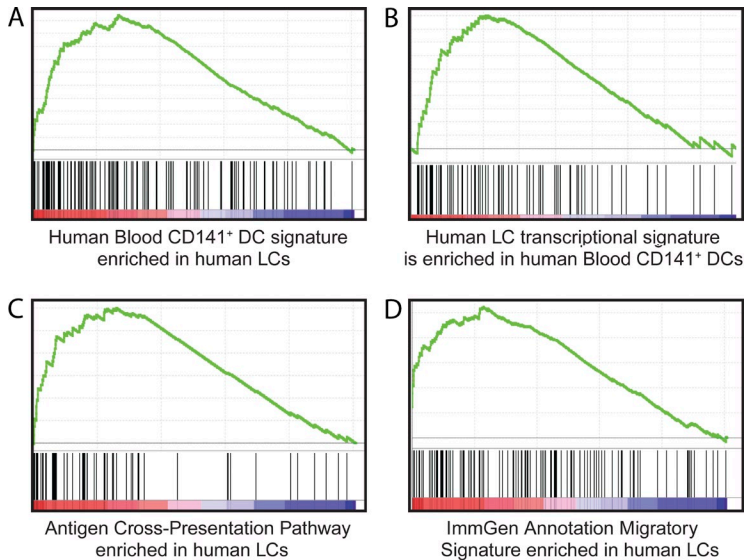 A
B
Human Blood CD141⁺ DC signature
enriched in human LCs
Human LC transcriptional signature
is enriched in human Blood CD141⁺ DCs
C
D
Antigen Cross-Presentation Pathway
enriched in human LCs
ImmGen Annotation Migratory
Signature enriched in human LCs